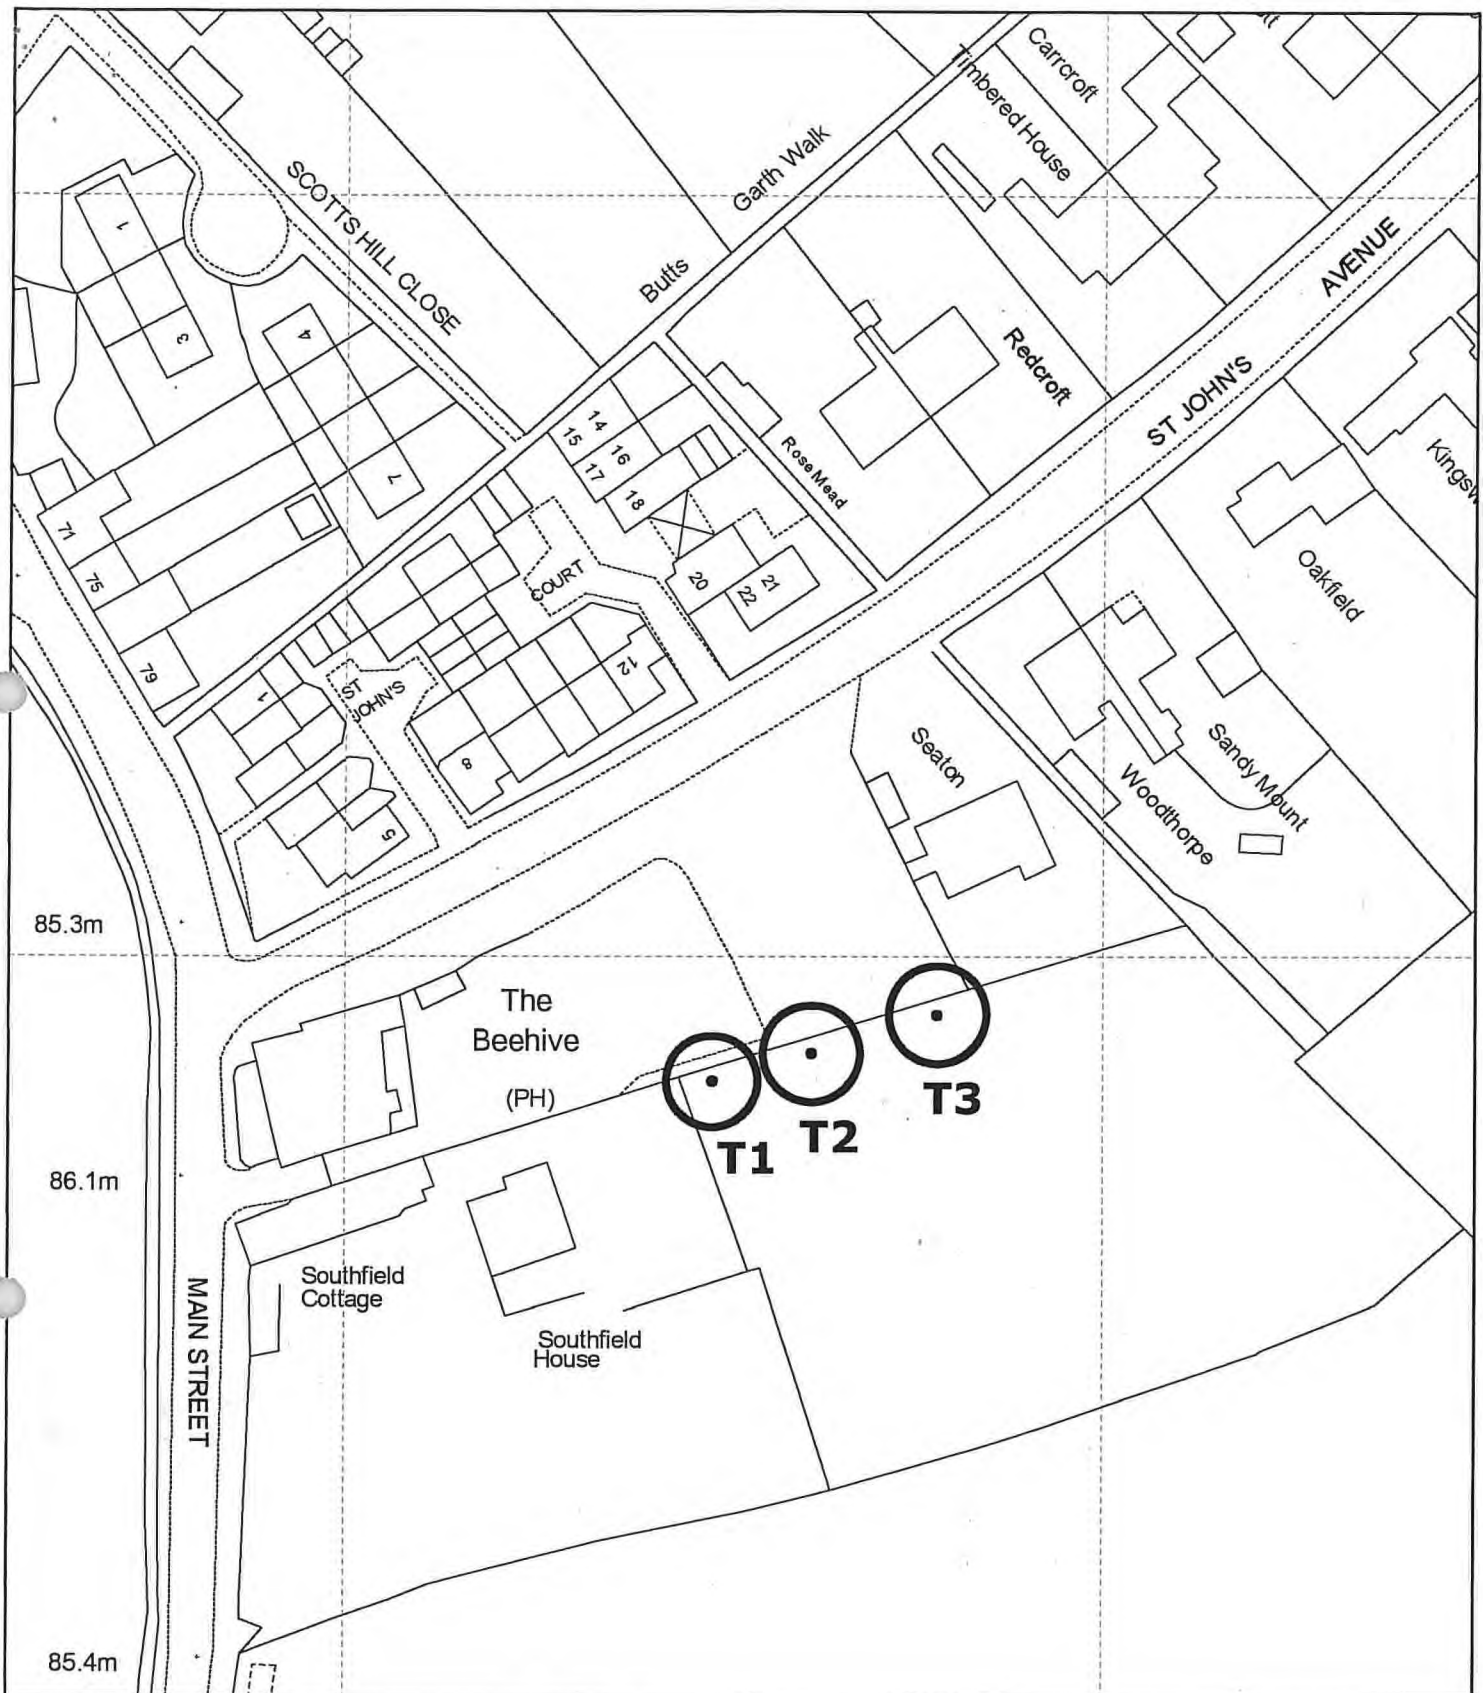 Carrcroft
Timbered House
Garth Walk
SCOTTS HILL CLOSE
1
3
4
7
Butts
AVENUE
ST JOHN'S
Redcroft
Rose Mead
14
15
16
17
18
20
21
22
COURT
Oakfield
71
75
79
1
ST
JOHN'S
12
8
5
Seaton
Sandy Mount
Woodthorpe
85.3m
The
Beehive
(PH)
T1
T2
T3
86.1m
Southfield
Cottage
Southfield
House
MAIN STREET
85.4m